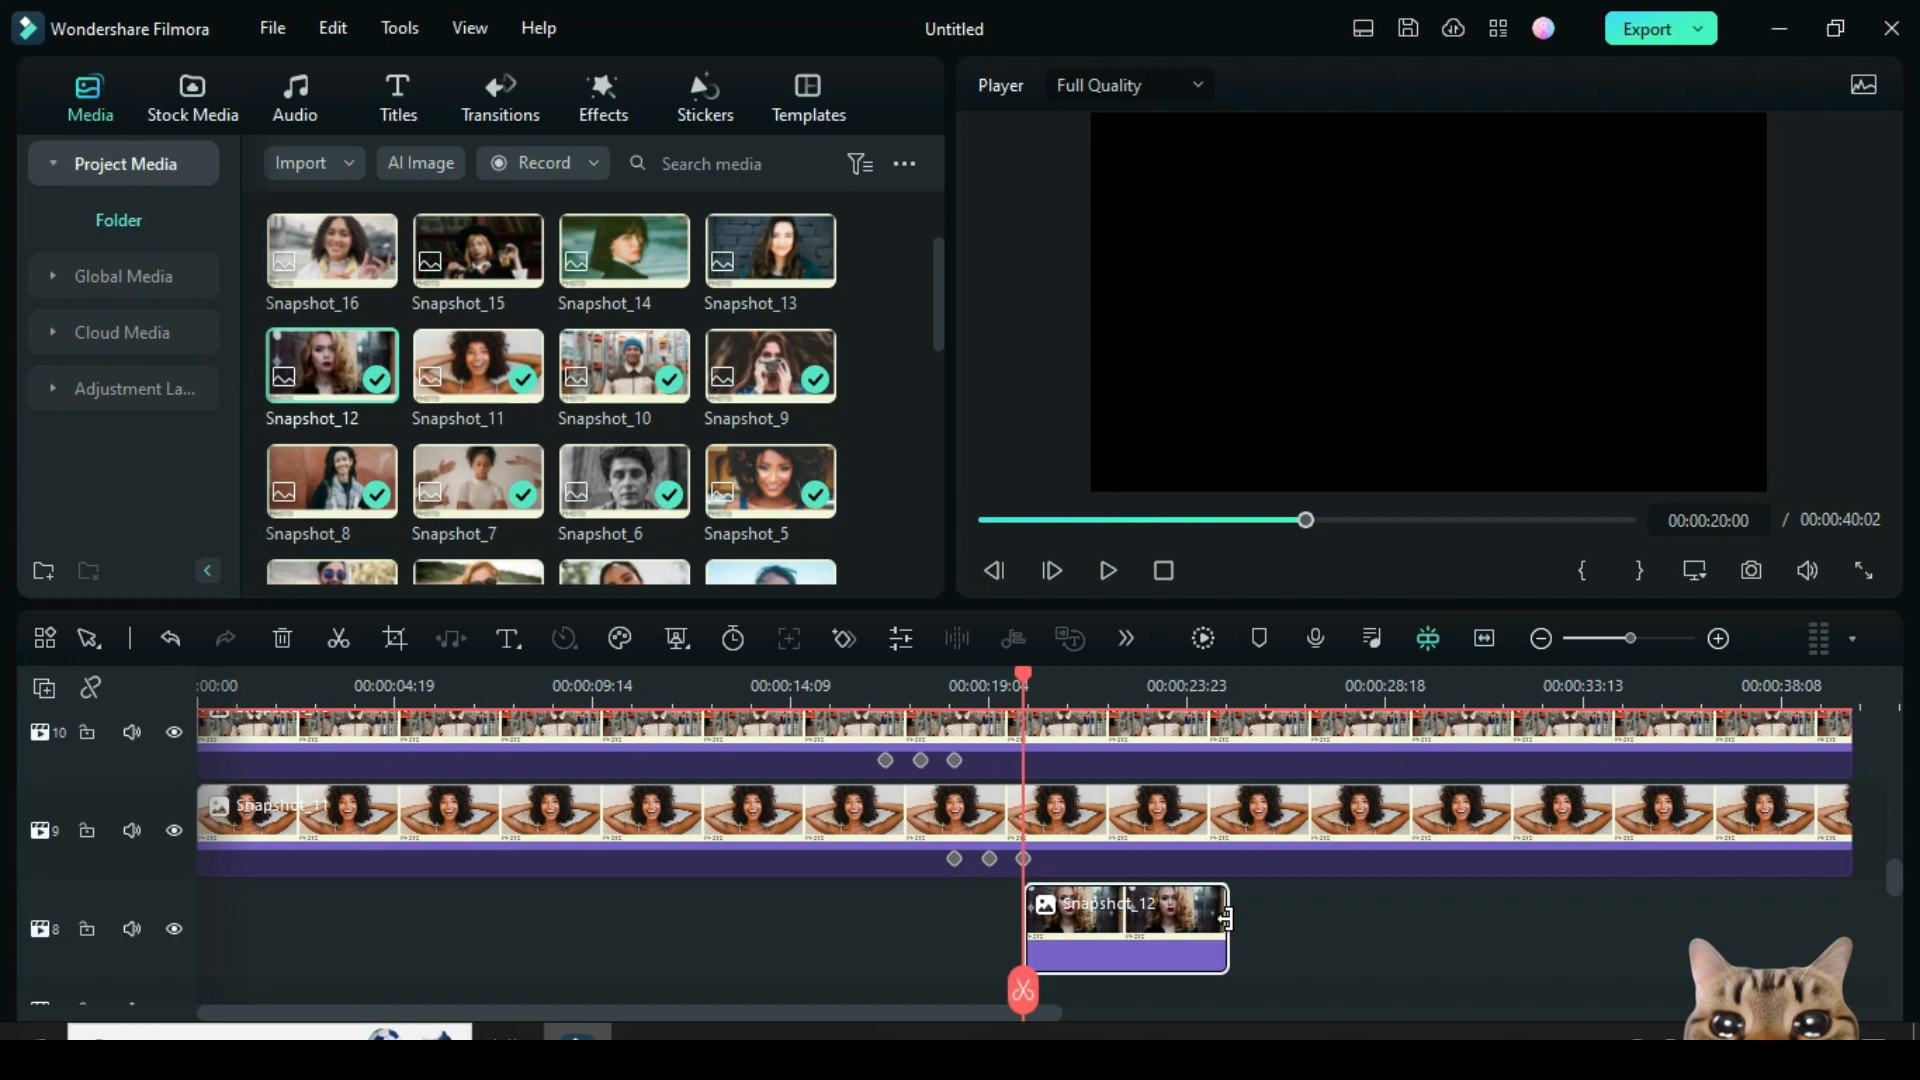 Wondershare Filmora
File
Edit
Tools
View
Help
Untitled
Export
Media
Stock Media
Audio
Titles
Transitions
Effects
Stickers
Templates
Player
Full Quality
Project Media
Import
AI Image
Record
Search media
Folder
Global Media
Cloud Media
Adjustment La...
Snapshot_16
Snapshot_15
Snapshot_14
Snapshot_13
Snapshot_12
Snapshot_11
Snapshot_10
Snapshot_9
Snapshot_8
Snapshot_7
Snapshot_6
Snapshot_5
00:00:20:00 / 00:00:40:02
:00:00
00:00:04:19
00:00:09:14
00:00:14:09
00:00:19:04
00:00:23:23
00:00:28:18
00:00:33:13
00:00:38:08
10
Snapshot_11
9
Snapshot_12
8